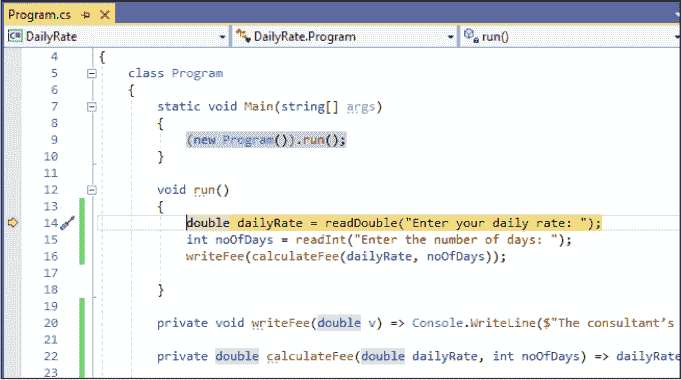 Program.cs
C# DailyRate DailyRate.Program run()
4 {
5 class Program
6 {
7 static void Main(string[] args)
8 {
9 (new Program()).run();
10 }
11
12 void run()
13 {
14 double dailyRate = readDouble("Enter your daily rate: ");
15 int noOfDays = readInt("Enter the number of days: ");
16 writeFee(calculateFee(dailyRate, noOfDays));
17
18 }
19
20 private void writeFee(double v) => Console.WriteLine($"The consultant’s
21
22 private double calculateFee(double dailyRate, int noOfDays) => dailyRate
23